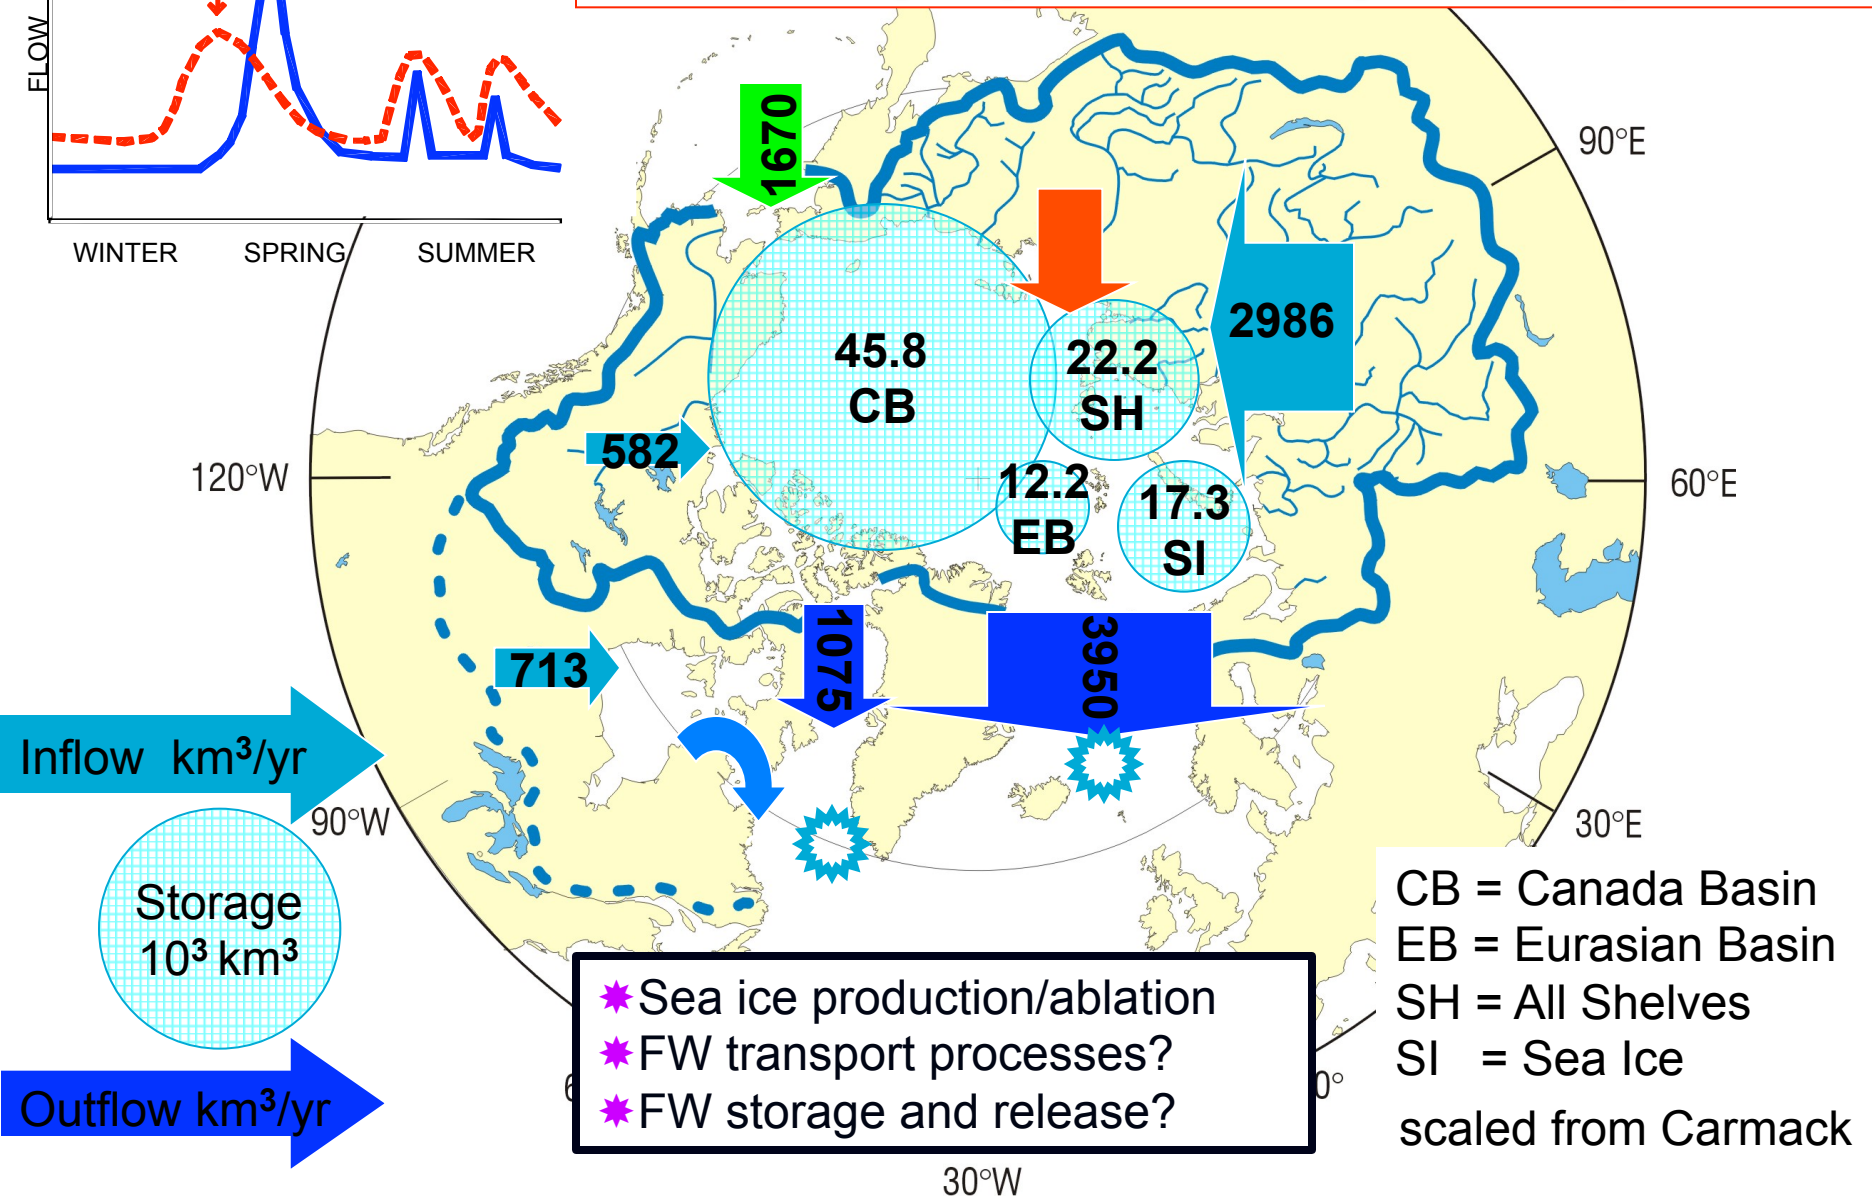 FLOW
WINTER SPRING SUMMER
1670
90°E
2986
45.8
CB
22.2
SH
582
120°W
60°E
12.2
EB
17.3
SI
713
1075
3950
Inflow km³/yr
90°W
30°E
Storage
10³ km³
Outflow km³/yr
CB = Canada Basin
EB = Eurasian Basin
SH = All Shelves
SI = Sea Ice
scaled from Carmack
Sea ice production/ablation
FW transport processes?
FW storage and release?
6
0°
30°W